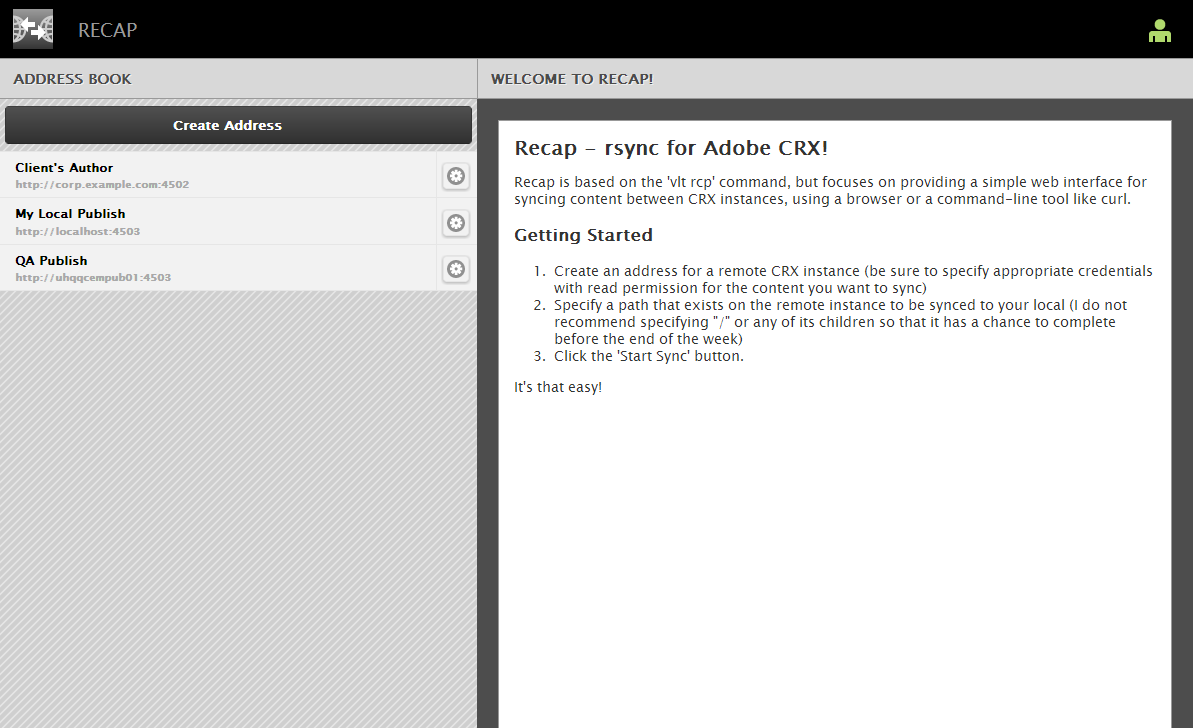 RECAP
ADDRESS BOOK
Create Address
Client's Author
http://corp.example.com:4502
My Local Publish
http://localhost:4503
QA Publish
http://uhqqcempub01:4503
WELCOME TO RECAP!
Recap - rsync for Adobe CRX!
Recap is based on the 'vlt rcp' command, but focuses on providing a simple web interface for
syncing content between CRX instances, using a browser or a command-line tool like curl.
Getting Started
1. Create an address for a remote CRX instance (be sure to specify appropriate credentials
with read permission for the content you want to sync)
2. Specify a path that exists on the remote instance to be synced to your local (I do not
recommend specifying "/" or any of its children so that it has a chance to complete
before the end of the week)
3. Click the 'Start Sync' button.
It's that easy!